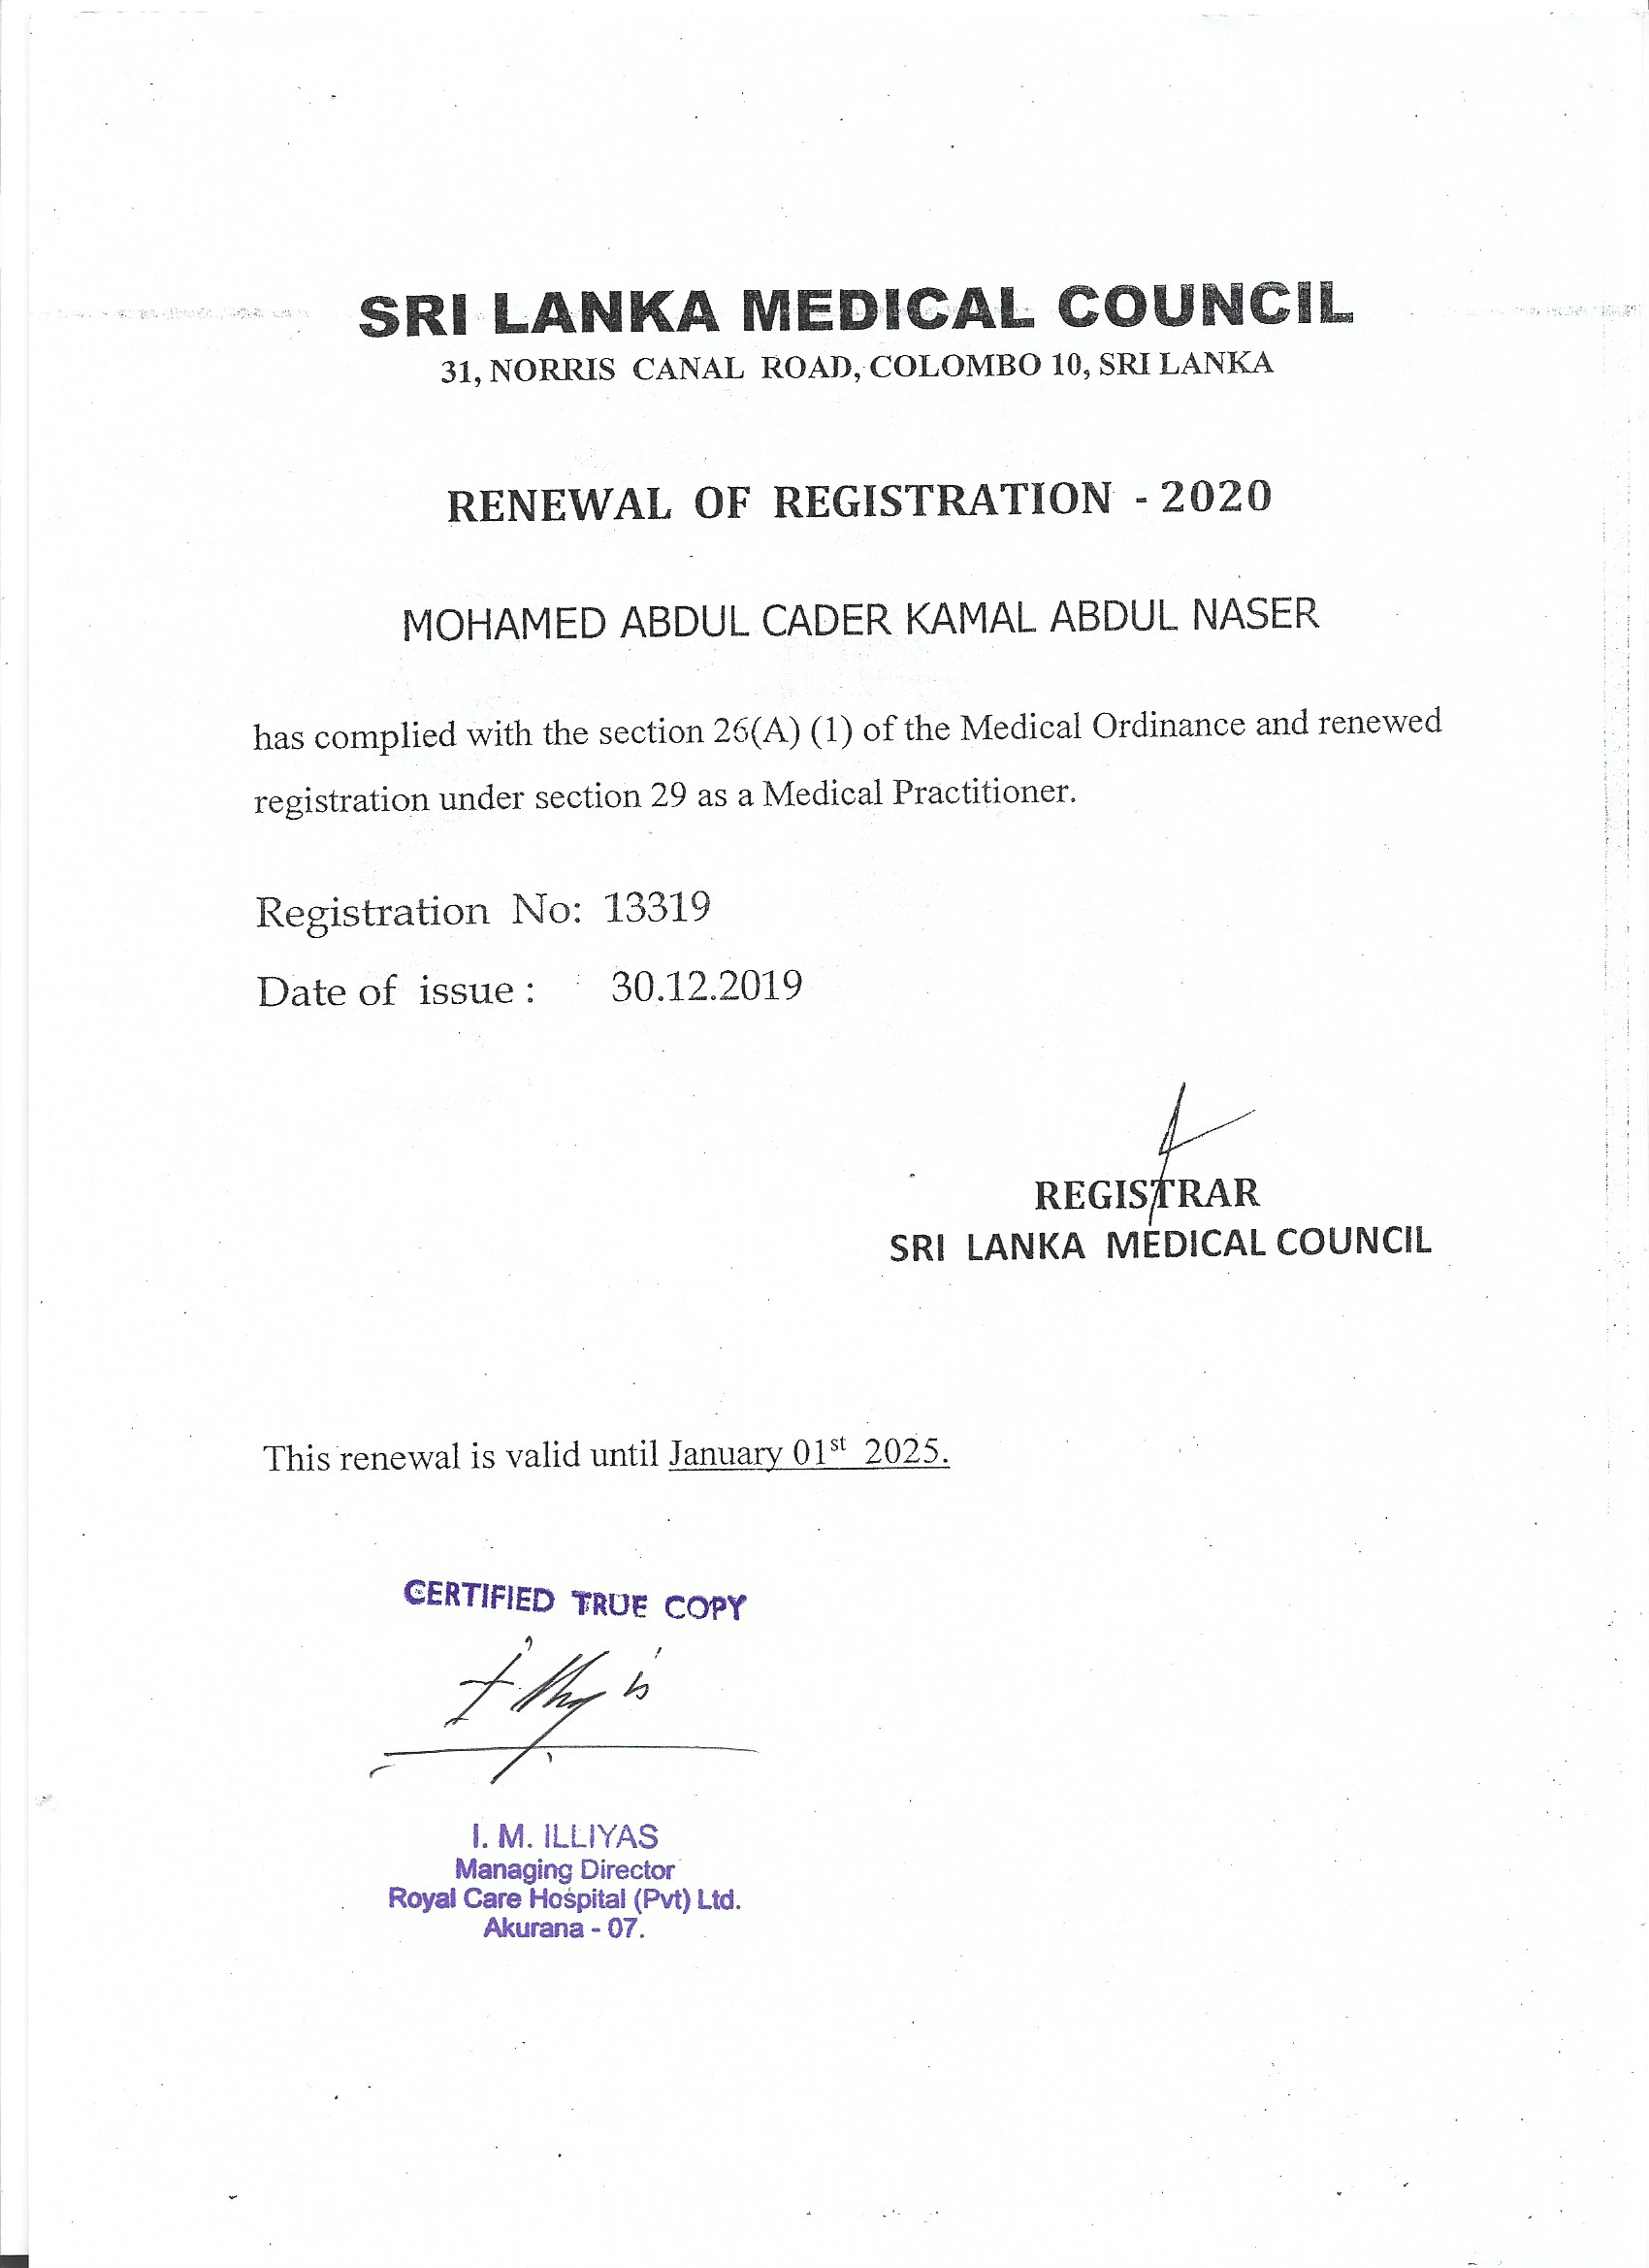 SRI LANKA MEDICAL COUNCIL
31, NORRIS CANAL ROAD, COLOMBO 10, SRI LANKA
RENEWAL OF REGISTRATION - 2020
MOHAMED ABDUL CADER KAMAL ABDUL NASER
has complied with the section 26(A) (1) of the Medical Ordinance and renewed
registration under section 29 as a Medical Practitioner.
Registration No: 13319
Date of issue : 30.12.2019
REGISTRAR
SRI LANKA MEDICAL COUNCIL
This renewal is valid until January 01st 2025.
CERTIFIED TRUE COPY
I. M. ILLIYAS
Managing Director
Royal Care Hospital (Pvt) Ltd.
Akurana - 07.